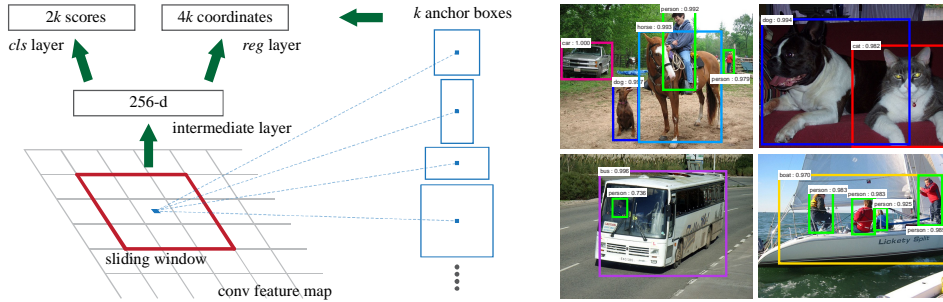 2k scores
4k coordinates
k anchor boxes
cls layer
reg layer
256-d
intermediate layer
sliding window
conv feature map
person : 0.992
horse : 0.993
car : 1.000
dog : 0.997
person : 0.979
dog : 0.994
cat : 0.982
bus : 0.996
person : 0.736
boat : 0.970
person : 0.983
person : 0.983
person : 0.925
person : 0.989
Lickety Split